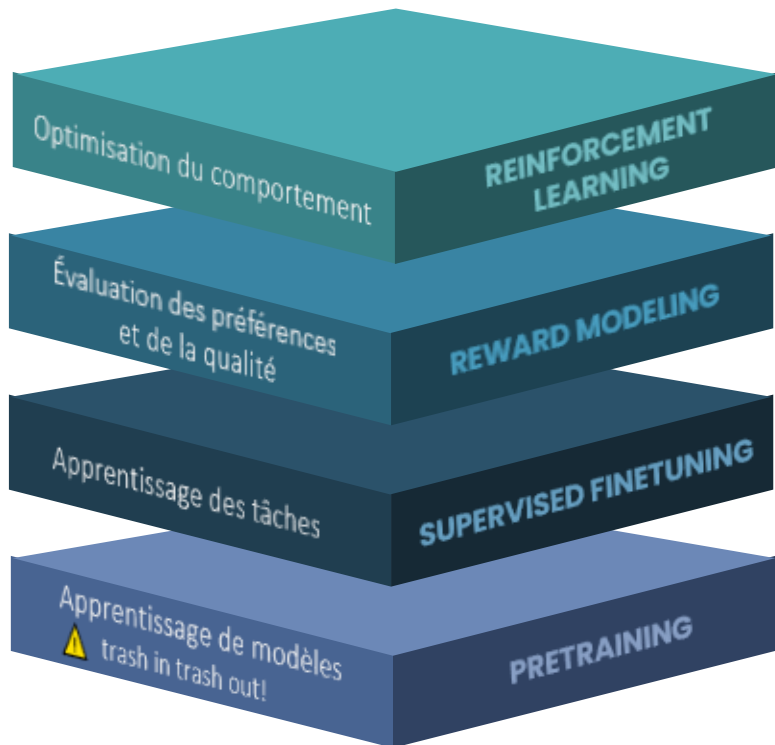 Optimisation du comportement
REINFORCEMENT
LEARNING
Évaluation des préférences
et de la qualité
REWARD MODELING
Apprentissage des tâches
SUPERVISED FINETUNING
Apprentissage de modèles
trash in trash out!
PRETRAINING